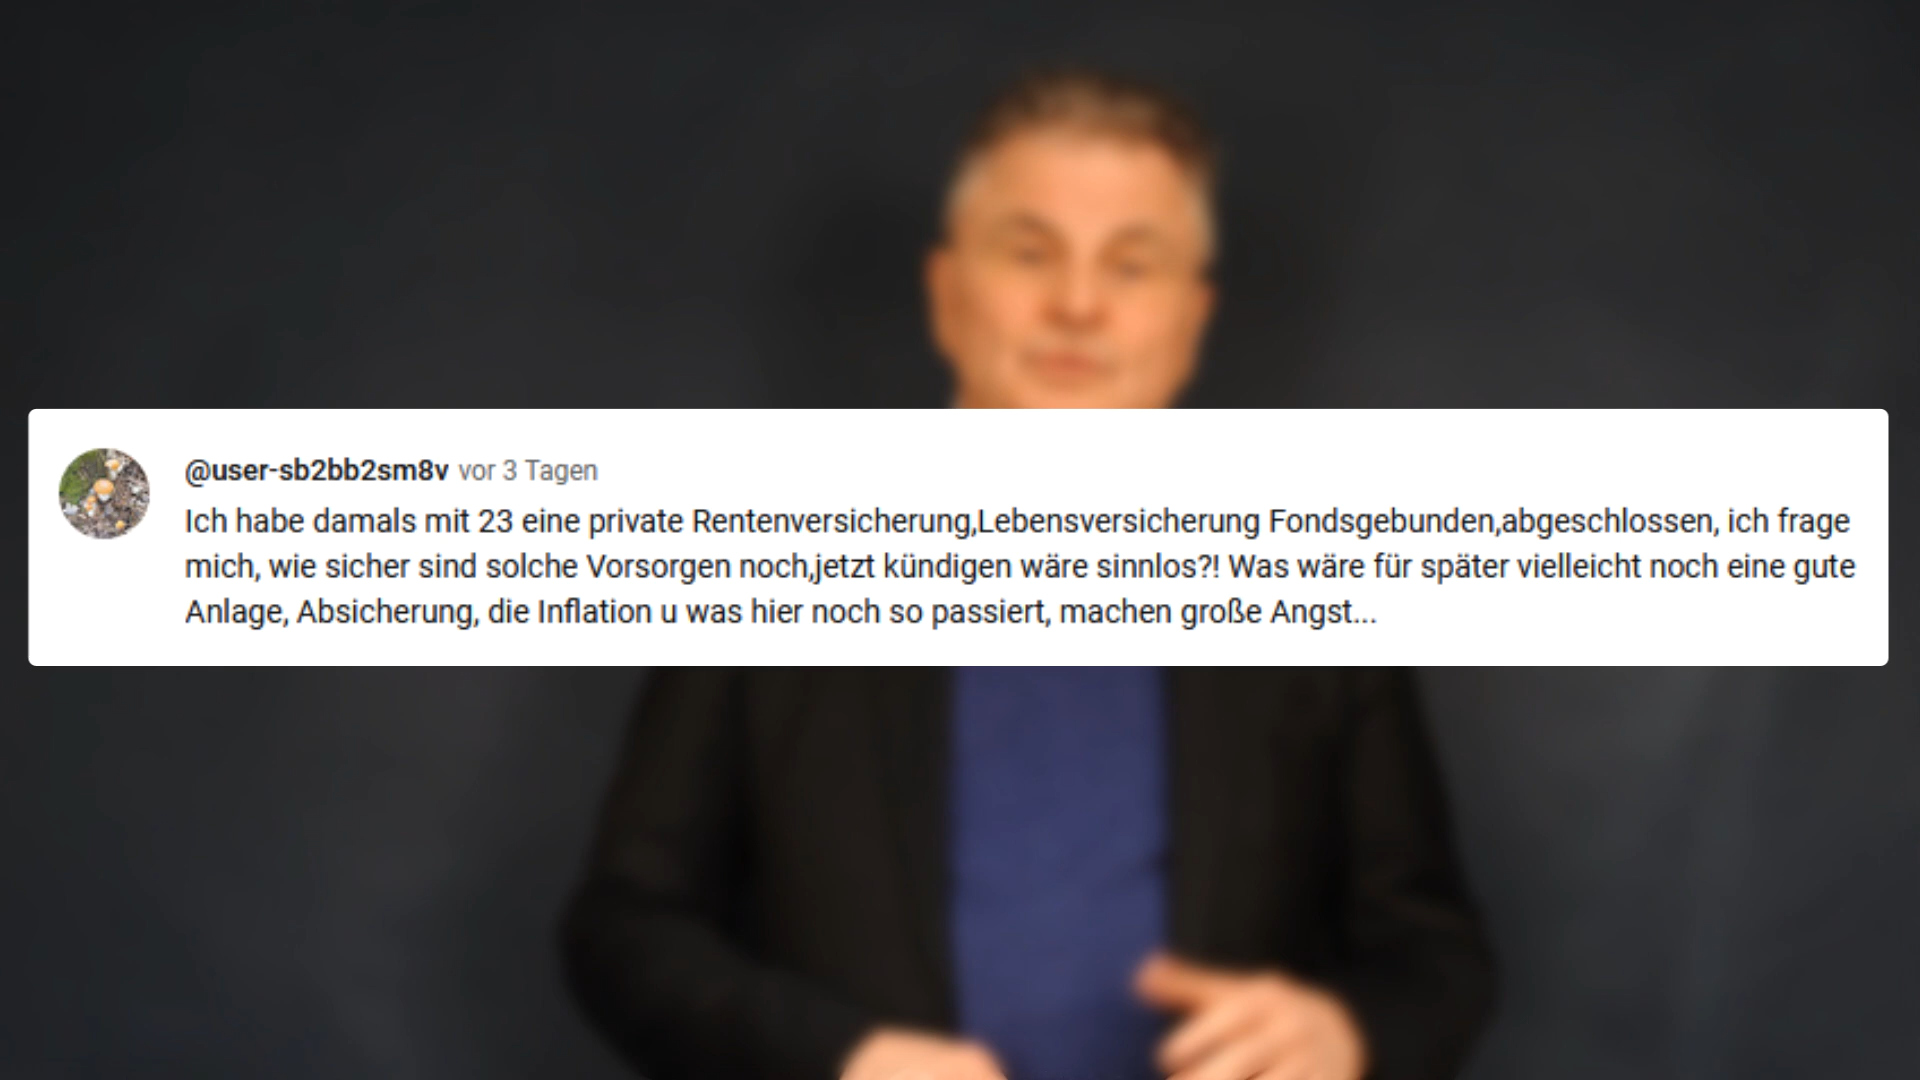 @user-sb2bb2sm8v vor 3 Tagen
Ich habe damals mit 23 eine private Rentenversicherung,Lebensversicherung Fondsgebunden,abgeschlossen, ich frage
mich, wie sicher sind solche Vorsorgen noch,jetzt kündigen wäre sinnlos?! Was wäre für später vielleicht noch eine gute
Anlage, Absicherung, die Inflation u was hier noch so passiert, machen große Angst...